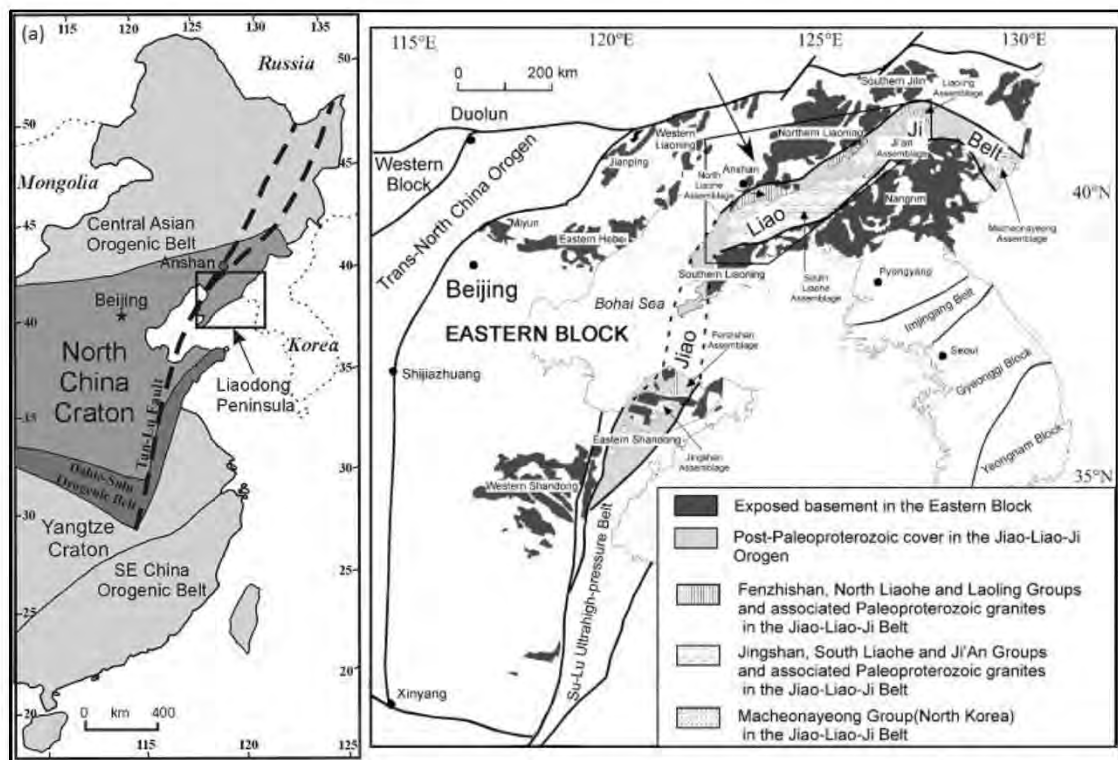 (a)
115
120
125
130
50
Russia
50
Mongolia
45
Central Asian
Orogenic Belt
45
Anshan
40
Beijing
40
Korea
North
China
Craton
Liaodong
Peninsula
35
35
Tan-Lu Fault
Orogenic Belt
30
30
Yangtze
Craton
SE China
Orogenic Belt
25
25
20
20
0 km 400
115
120
125
115°E
120°E
125°E
130°E
0 200 km
Duolun
Western
Block
Trans-North China Orogen
Jianping
Western
Liaoning
Northern Liaoning
Southern Jilin
Laoling
Assemblage
Ji
Ji'an
Assemblage
Belt
Anshan
North
Liaohe
Assemblage
40°N
Nangrim
Macheonayeong
Assemblage
Miyun
Eastern Hebei
Liao
Beijing
Southern Liaoning
South
Liaohe
Assemblage
Pyongyang
Imjingang Belt
Bohai Sea
EASTERN BLOCK
Fenzishan
Assemblage
Jiao
Seoul
Gyeonggi Block
Shijiazhuang
Yeongnam Block
Eastern Shandong
Jingshan
Assemblage
35°N
Western Shandong
Su-Lu Ultrahigh-pressure Belt
Xinyang
Exposed basement in the Eastern Block
Post-Paleoproterozoic cover in the Jiao-Liao-Ji
Orogen
Fenzhishan, North Liaohe and Laoling Groups
and associated Paleoproterozoic granites
in the Jiao-Liao-Ji Belt
Jingshan, South Liaohe and Ji'An Groups
and associated Paleoproterozoic granites
in the Jiao-Liao-Ji Belt
Macheonayeong Group(North Korea)
in the Jiao-Liao-Ji Belt